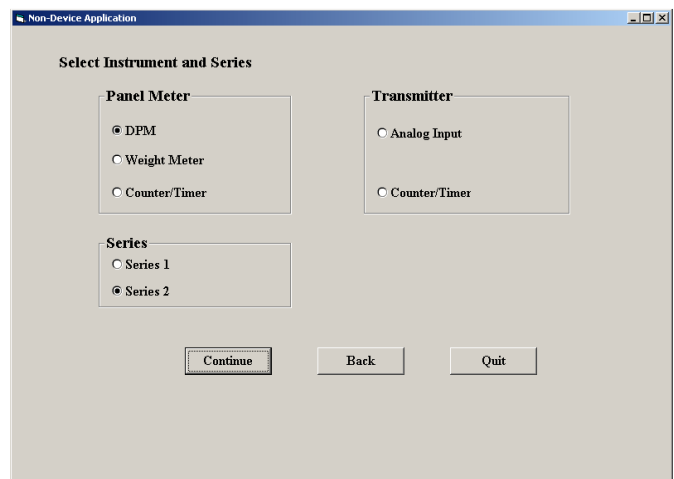 Non-Device Application
Select Instrument and Series
Panel Meter
DPM
Weight Meter
Counter/Timer
Transmitter
Analog Input
Counter/Timer
Series
Series 1
Series 2
Continue
Back
Quit